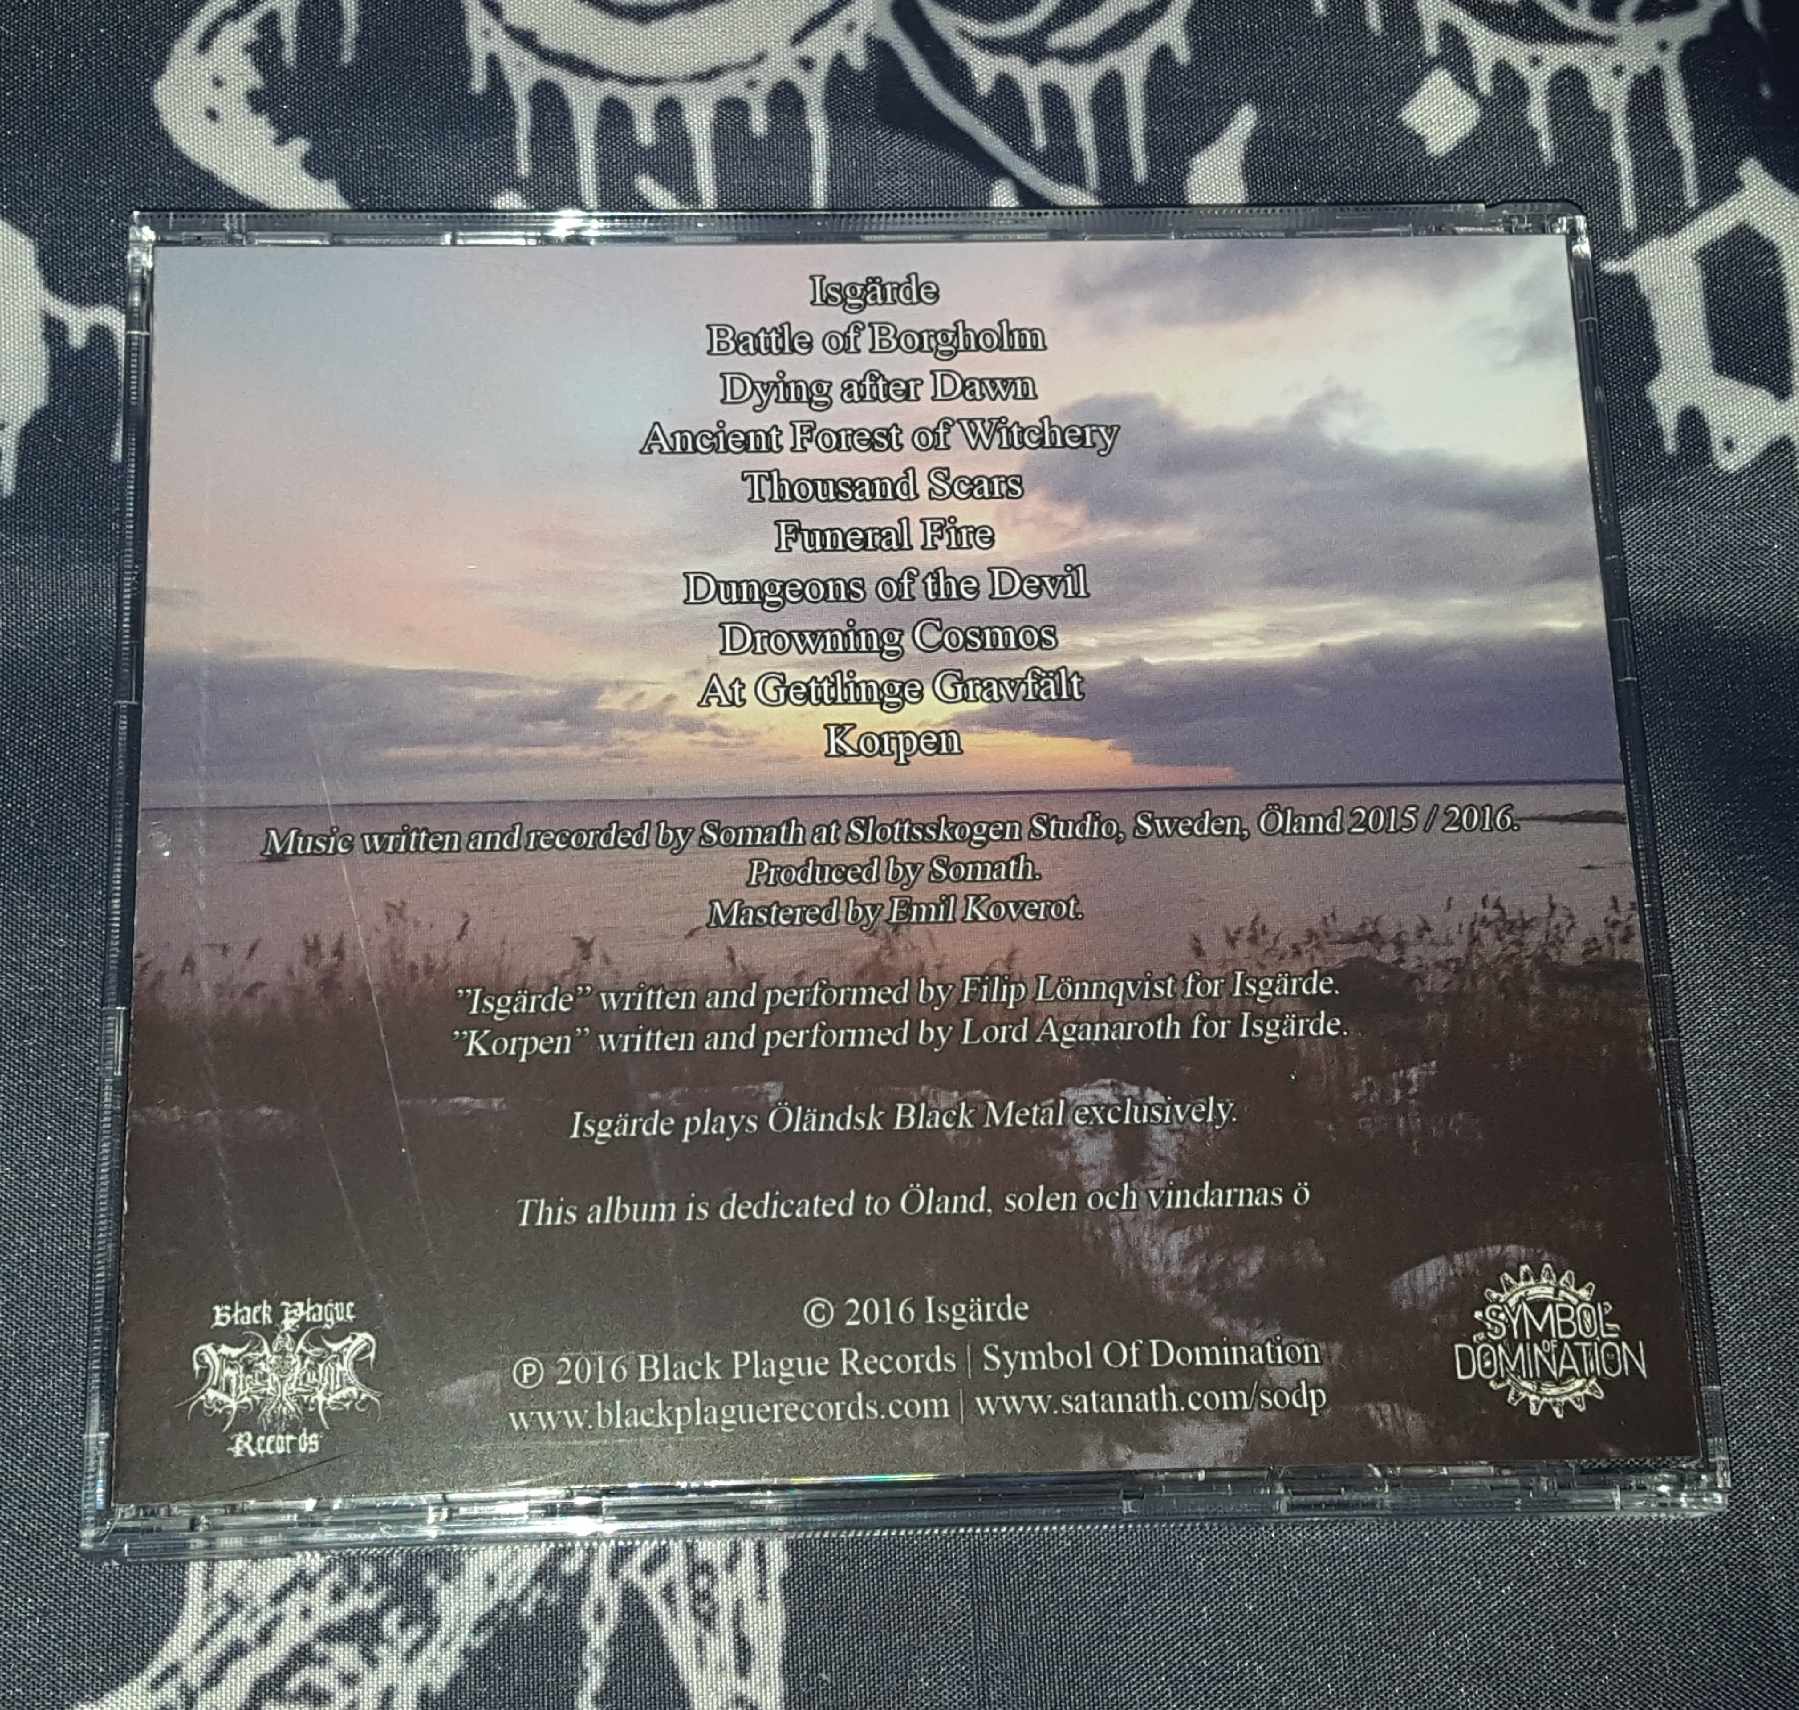 Isgärde
Battle of Borgholm
Dying after Dawn
Ancient Forest of Witchery
Thousand Scars
Funeral Fire
Dungeons of the Devil
Drowning Cosmos
At Gettlinge Gravfält
Korpen
Music written and recorded by Somath at Slottsskogen Studio, Sweden, Öland 2015 / 2016.
Produced by Somath.
Mastered by Emil Koverot.
”Isgärde” written and performed by Filip Lönnqvist for Isgärde.
”Korpen” written and performed by Lord Aganaroth for Isgärde.
Isgärde plays Öländsk Black Metal exclusively.
This album is dedicated to Öland, solen och vindarnas ö
Black Plague
Records
© 2016 Isgärde
℗ 2016 Black Plague Records | Symbol Of Domination
www.blackplaguerecords.com | www.satanath.com/sodp
SYMBOL
OF
DOMINATION